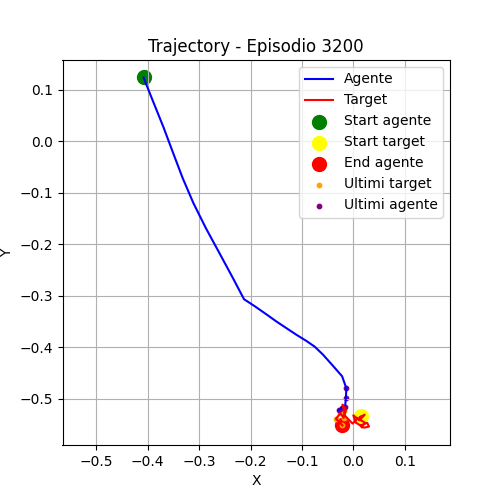 Trajectory - Episodio 3200
Agente
Target
Start agente
Start target
End agente
Ultimi target
Ultimi agente
Y
0.1
0.0
−0.1
−0.2
−0.3
−0.4
−0.5
−0.5
−0.4
−0.3
−0.2
−0.1
0.0
0.1
X